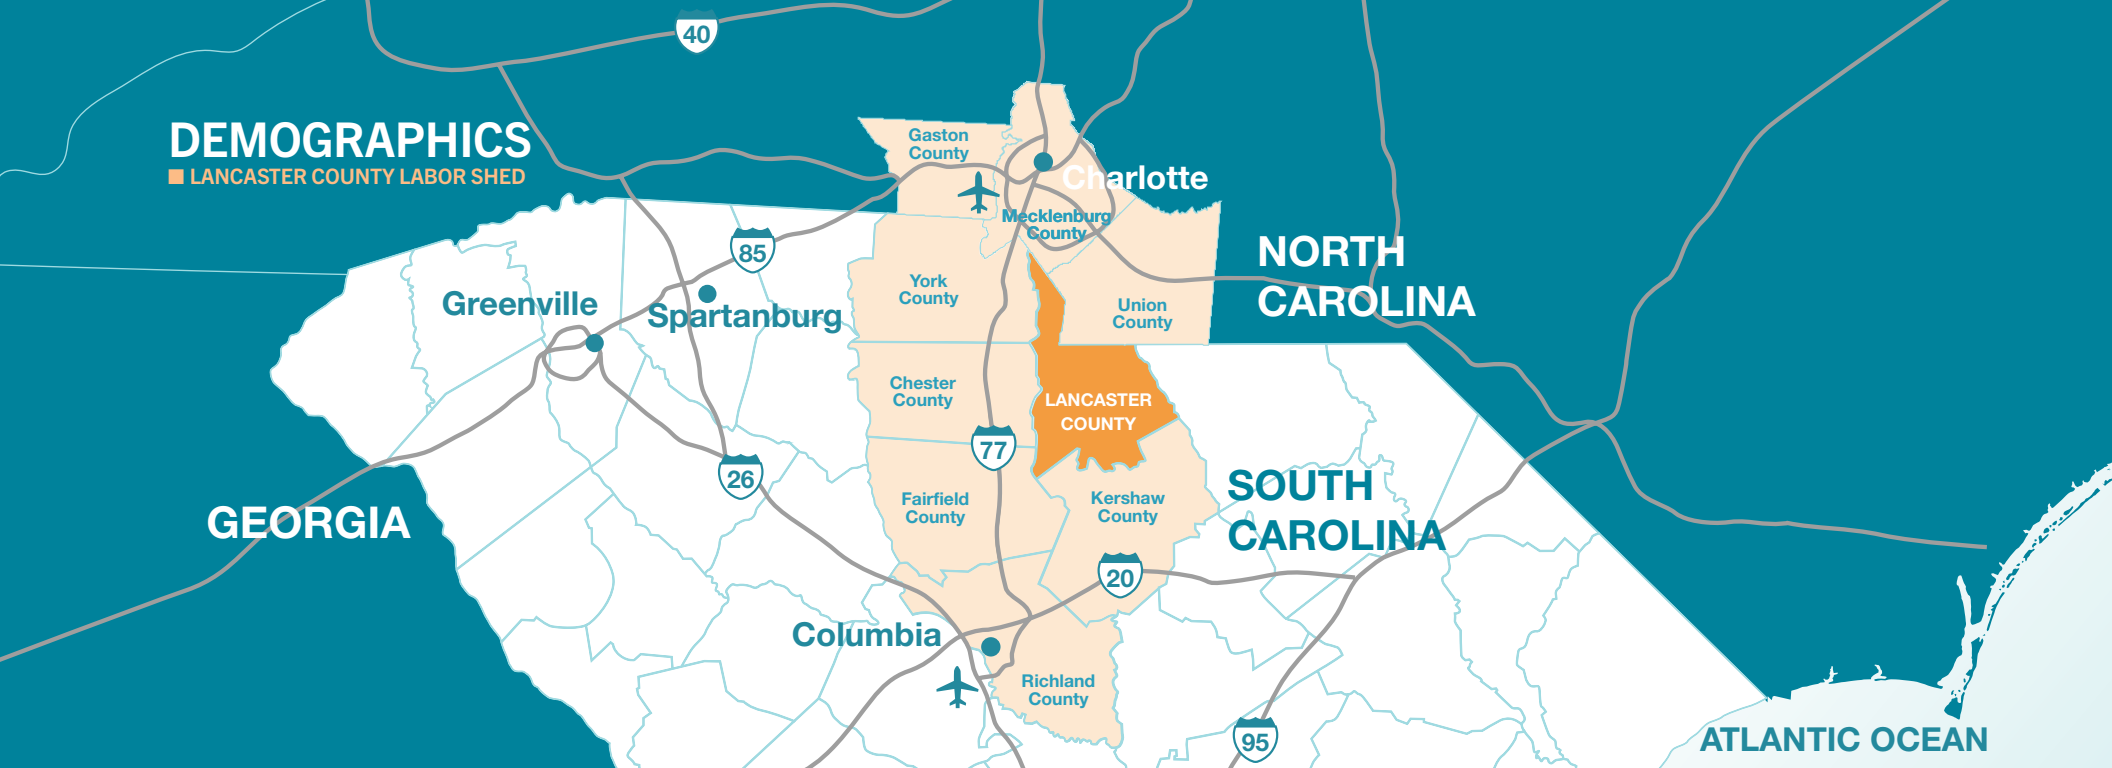 40
DEMOGRAPHICS
LANCASTER COUNTY LABOR SHED
Gaston
County
Charlotte
Mecklenburg
County
85
NORTH
CAROLINA
York
County
Greenville
Spartanburg
Union
County
Chester
County
LANCASTER
COUNTY
77
26
SOUTH
CAROLINA
Fairfield
County
Kershaw
County
GEORGIA
20
Columbia
Richland
County
95
ATLANTIC OCEAN